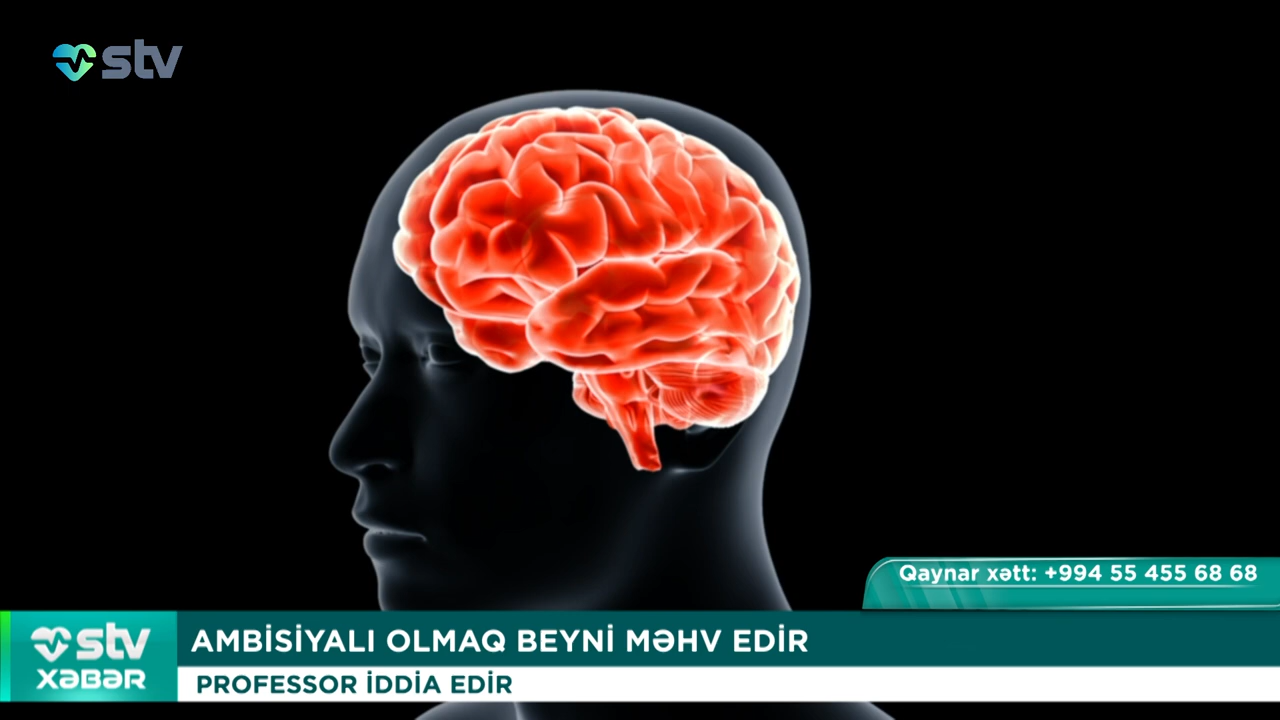 stv
Qaynar xətt: +994 55 455 68 68
stv
XƏBƏR
AMBİSİYALI OLMAQ BEYNİ MƏHV EDİR
PROFESSOR İDDİA EDİR